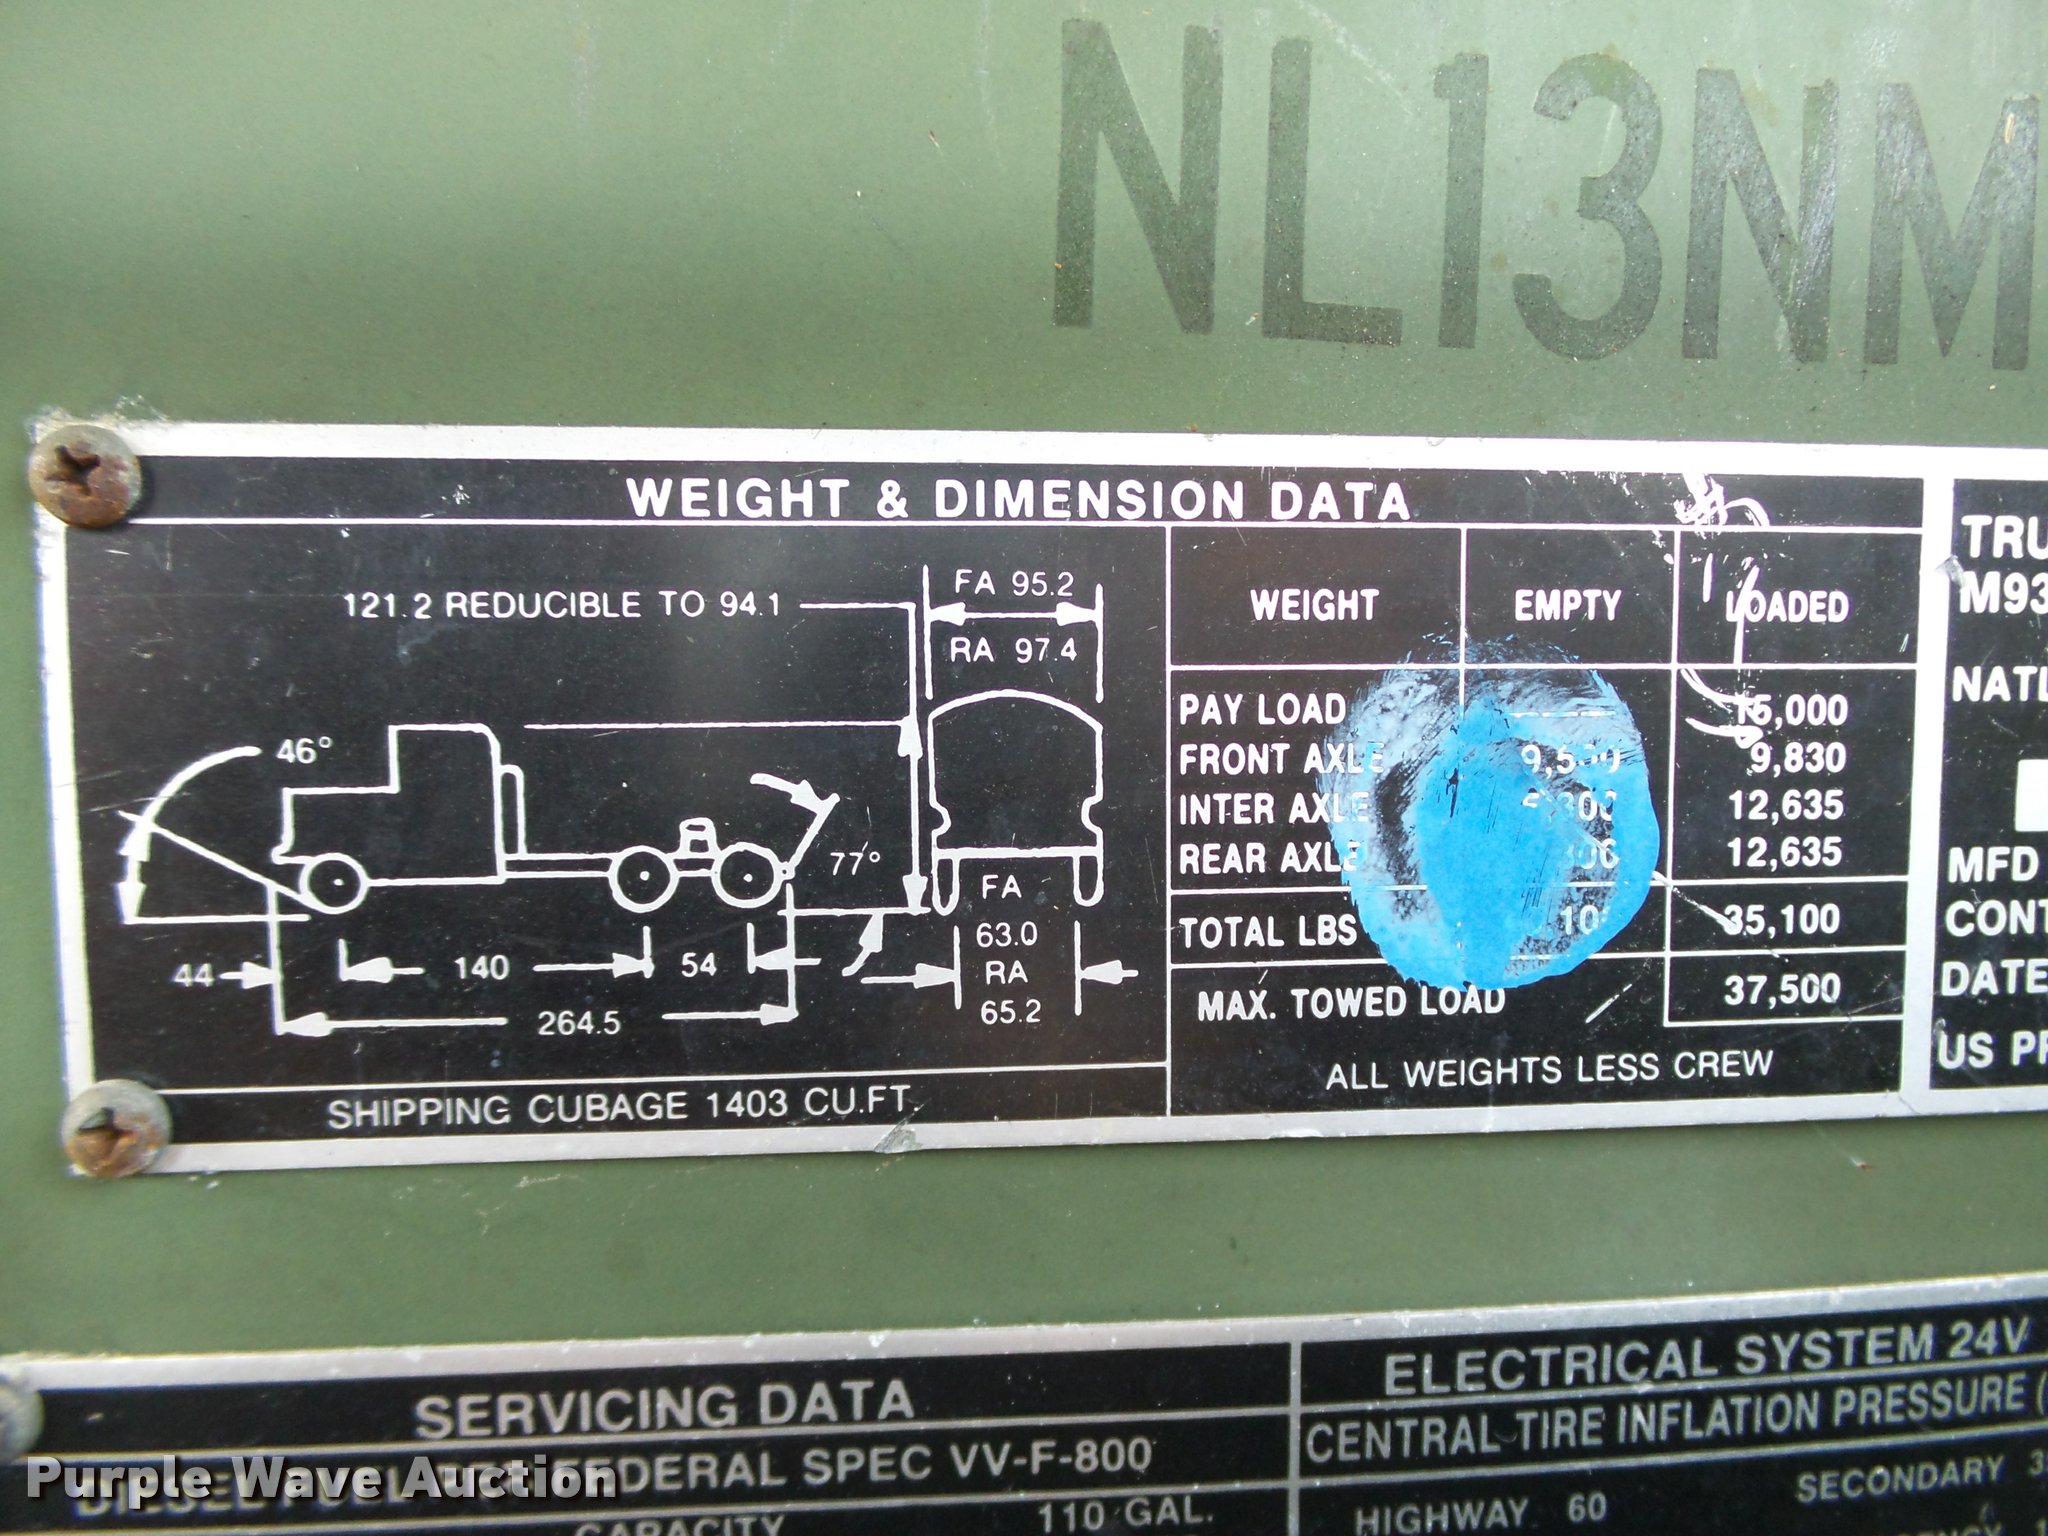 NL13NM
WEIGHT & DIMENSION DATA
121.2 REDUCIBLE TO 94.1
FA 95.2
RA 97.4
46°
77°
FA
63.0
RA
65.2
44 140 54
264.5
SHIPPING CUBAGE 1403 CU.FT.
WEIGHT EMPTY LOADED
PAY LOAD 15,000
FRONT AXLE 9,830
INTER AXLE 12,635
REAR AXLE 12,635
TOTAL LBS 35,100
MAX. TOWED LOAD 37,500
ALL WEIGHTS LESS CREW
TRU
M93
NATL
MFD
CONT
DATE
US PR
SERVICING DATA
FEDERAL SPEC VV-F-800
CAPACITY 110 GAL.
ELECTRICAL SYSTEM 24V
CENTRAL TIRE INFLATION PRESSURE (
HIGHWAY 60
SECONDARY
Purple Wave Auction